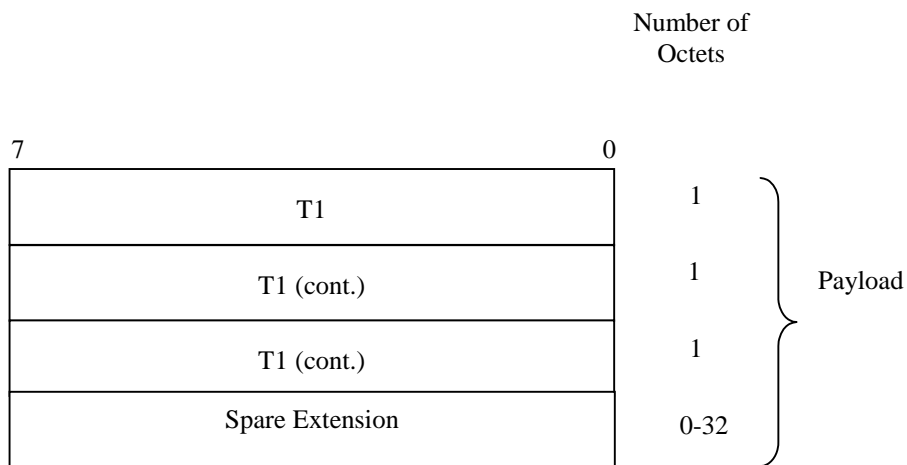 Number of
Octets
7 0
T1 1
T1 (cont.) 1
Payload
T1 (cont.) 1
Spare Extension 0-32